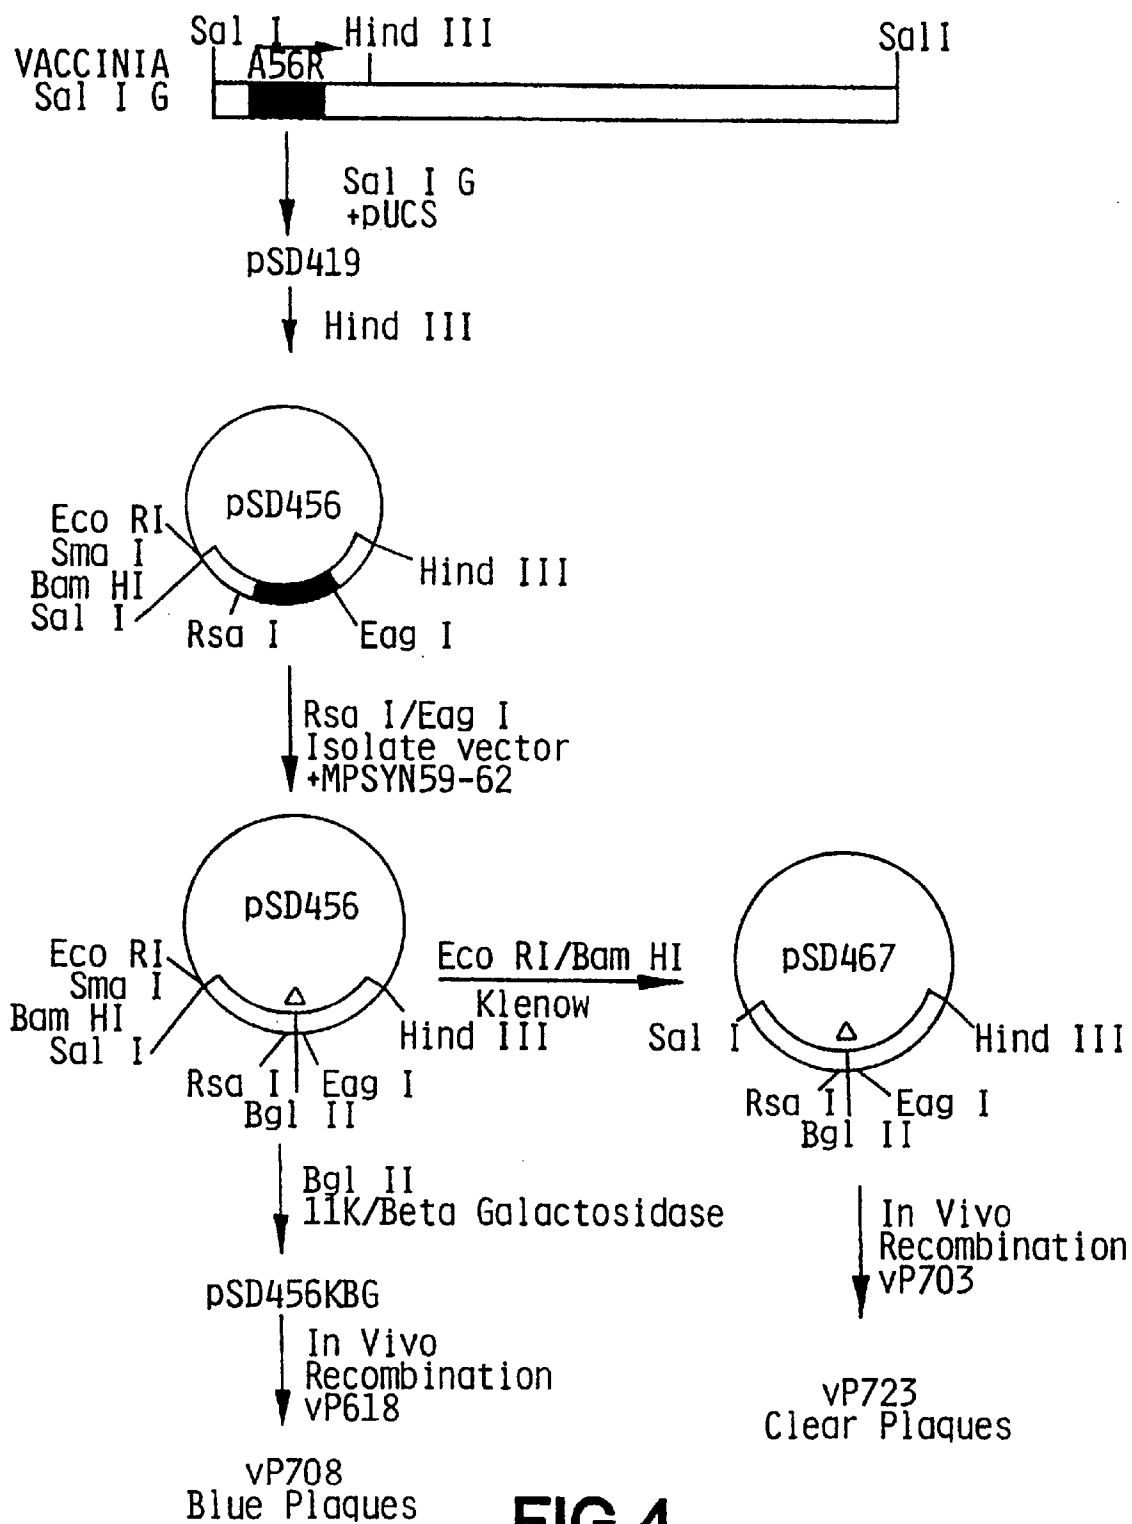 Sal I
Hind III
Sal I
VACCINIA
A56R
Sal I G
Sal I G
+pUCS
pSD419
Hind III
pSD456
Eco RI
Sma I
Bam HI
Sal I
Hind III
Rsa I
Eag I
Rsa I/Eag I
Isolate vector
+MPSYN59-62
pSD456
Eco RI
Sma I
Bam HI
Sal I
Δ
Hind III
Rsa I
Eag I
Bgl II
Eco RI/Bam HI
Klenow
pSD467
Sal I
Δ
Hind III
Rsa I
Eag I
Bgl II
Bgl II
11K/Beta Galactosidase
pSD456KBG
In Vivo
Recombination
vP618
vP708
Blue Plaques
In Vivo
Recombination
vP703
vP723
Clear Plaques
FIG.4